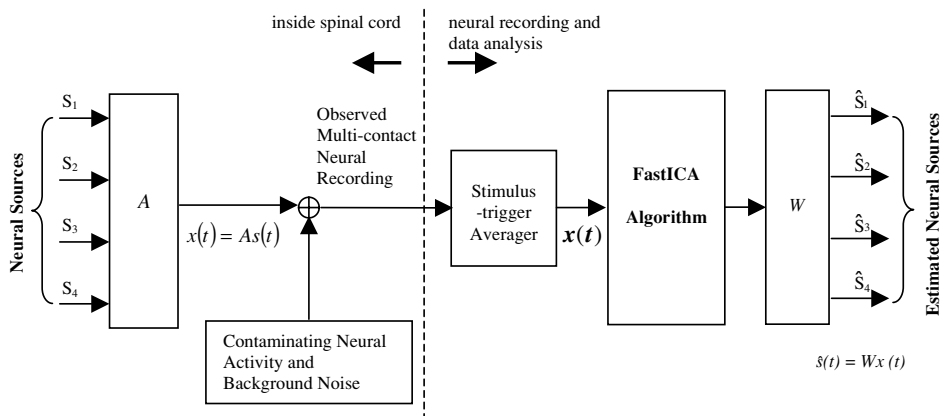 inside spinal cord
neural recording and
data analysis
Neural Sources
S1
S2
S3
S4
A
x(t) = As(t)
Observed
Multi-contact
Neural
Recording
Contaminating Neural
Activity and
Background Noise
Stimulus
-trigger
Averager
x(t)
FastICA
Algorithm
W
Ŝ1
Ŝ2
Ŝ3
Ŝ4
Estimated Neural Sources
ŝ(t) = Wx (t)